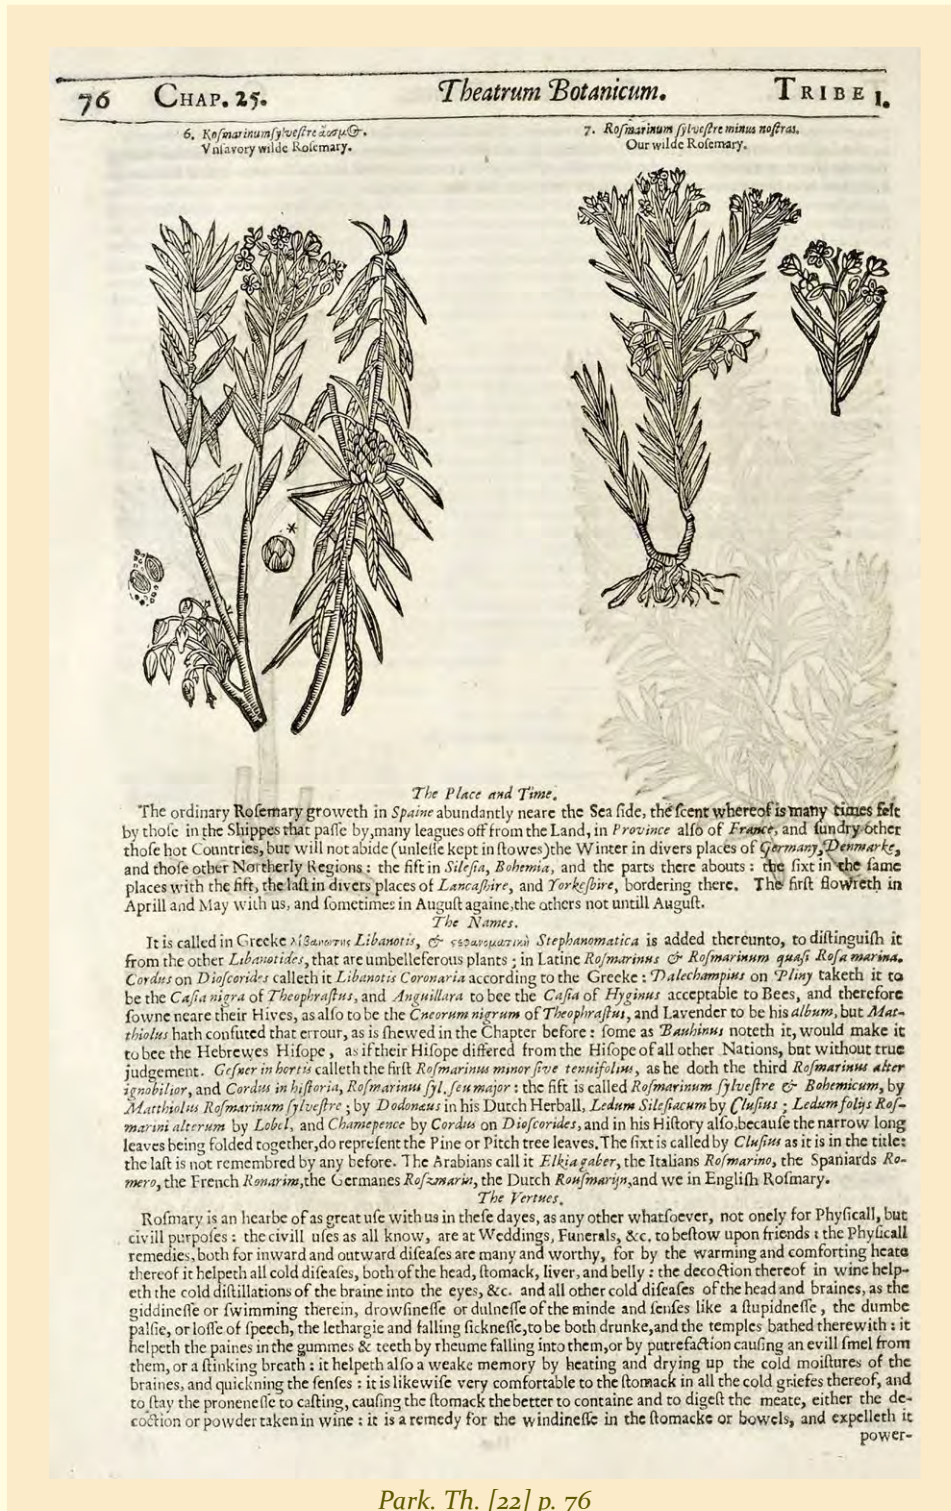 76 CHAP. 25. Theatrum Botanicum. TRIBE 1.
6. Roſmarinum ſylveſtre ἄοσμ☉.
Vnſavory wilde Roſemary.
7. Roſmarinum ſylveſtre minus noſtras.
Our wilde Roſemary.
The Place and Time.
The ordinary Roſemary groweth in Spaine abundantly neare the Sea ſide, the ſcent whereof is many times felt
by thoſe in the Shippes that paſſe by,many leagues off from the Land, in Province alſo of France, and ſundry other
thoſe hot Countries, but will not abide (unleſſe kept in ſtowes)the Winter in divers places of Germany,Denmarke,
and thoſe other Northerly Regions : the fift in Sileſia, Bohemia, and the parts there abouts : the ſixt in the ſame
places with the fift, the laſt in divers places of Lancaſhire, and Yorkeſhire, bordering there. The firſt flowreth in
Aprill and May with us, and ſometimes in Auguſt againe,the others not untill Auguſt.
The Names.
It is called in Greeke λίβανωτις Libanotis, & ςεφανωματικὴ Stephanomatica is added thereunto, to diſtinguiſh it
from the other Libanotides, that are umbelleferous plants ; in Latine Roſmarinus & Roſmarinum quaſi Roſa marina.
Cordus on Dioſcorides calleth it Libanotis Coronaria according to the Greeke : Dalechampius on Pliny taketh it to
be the Caſia nigra of Theophraſtus, and Anguillara to bee the Caſia of Hyginus acceptable to Bees, and therefore
ſowne neare their Hives, as alſo to be the Cneorum nigrum of Theophraſtus, and Lavender to be his album, but Mat-
thiolus hath confuted that errour, as is ſhewed in the Chapter before : ſome as Bauhinus noteth it, would make it
to bee the Hebrewes Hiſope , as if their Hiſope differed from the Hiſope of all other Nations, but without true
judgement. Geſner in hortis calleth the firſt Roſmarinus minor ſive tenuifolius, as he doth the third Roſmarinus alter
ignobilior, and Cordus in hiſtoria, Roſmarinus ſyl. ſeu major : the fift is called Roſmarinum ſylveſtre & Bohemicum, by
Matthiolus Roſmarinum ſylveſtre ; by Dodonæus in his Dutch Herball, Ledum Sileſiacum by Cluſius ; Ledum folijs Roſ-
marini alterum by Lobel, and Chamepence by Cordus on Dioſcorides, and in his Hiſtory alſo,becauſe the narrow long
leaves being folded together,do repreſent the Pine or Pitch tree leaves. The ſixt is called by Cluſius as it is in the title:
the laſt is not remembred by any before. The Arabians call it Elkiagaber, the Italians Roſmarino, the Spaniards Ro-
mero, the French Ronarim,the Germanes Roſzmarin, the Dutch Rouſmarijn,and we in Engliſh Roſmary.
The Vertues.
Roſmary is an hearbe of as great uſe with us in theſe dayes, as any other whatſoever, not onely for Phyſicall, but
civill purpoſes : the civill uſes as all know, are at Weddings, Funerals, &c. to beſtow upon friends : the Phyſicall
remedies, both for inward and outward diſeaſes are many and worthy, for by the warming and comforting heate
thereof it helpeth all cold diſeaſes, both of the head, ſtomack, liver, and belly : the decoction thereof in wine help-
eth the cold diſtillations of the braine into the eyes, &c. and all other cold diſeaſes of the head and braines, as the
giddineſſe or ſwimming therein, drowſineſſe or dulneſſe of the minde and ſenſes like a ſtupidneſſe , the dumbe
palſie, or loſſe of ſpeech, the lethargie and falling ſickneſſe,to be both drunke,and the temples bathed therewith : it
helpeth the paines in the gummes & teeth by rheume falling into them,or by putrefaction cauſing an evill ſmel from
them, or a ſtinking breath : it helpeth alſo a weake memory by heating and drying up the cold moiſtures of the
braines, and quickning the ſenſes : it is likewiſe very comfortable to the ſtomack in all the cold griefes thereof, and
to ſtay the proneneſſe to caſting, cauſing the ſtomack the better to containe and to digeſt the meate, either the de-
coction or powder taken in wine : it is a remedy for the windineſſe in the ſtomacke or bowels, and expelleth it
power-
Park. Th. [22] p. 76